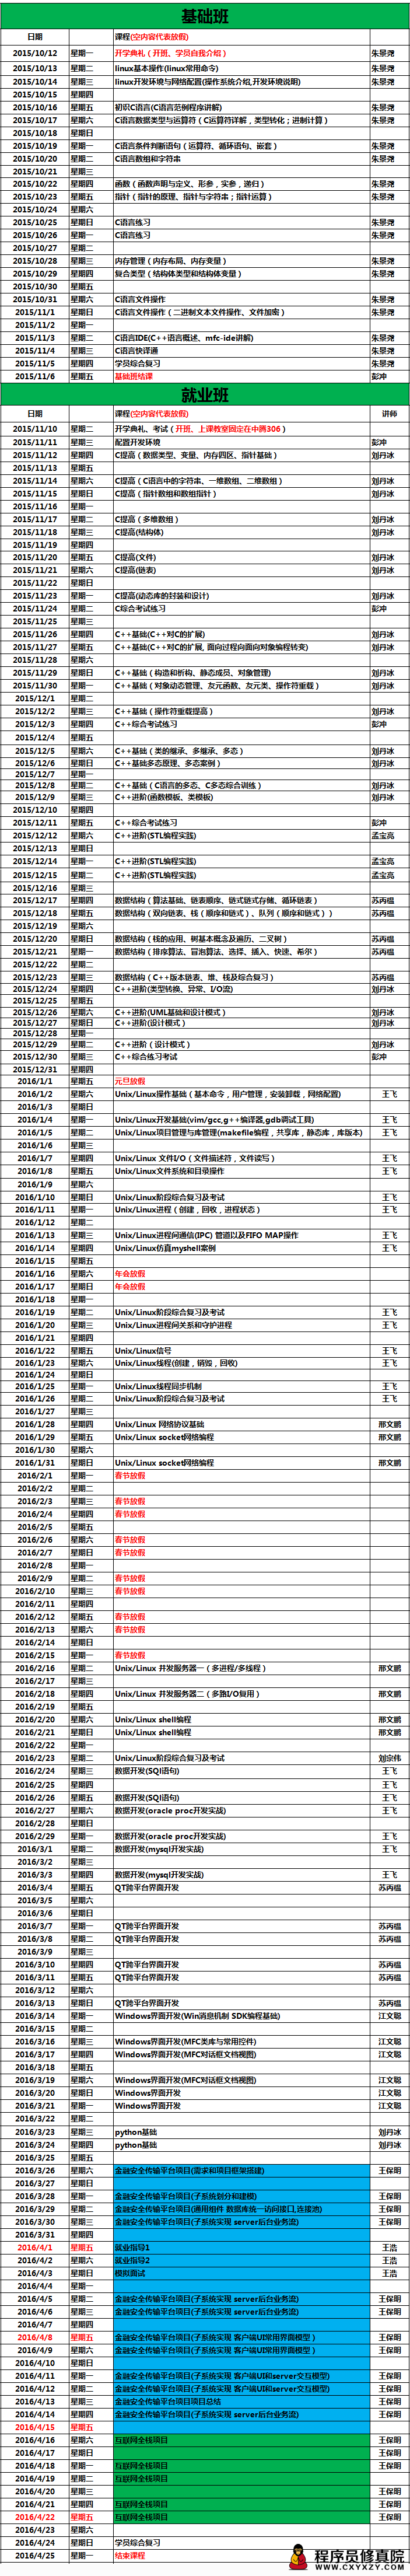 基础班
日期 课程(空内容代表放假)
2015/10/12 星期一 开学典礼（开班、学员自我介绍） 朱景尧
2015/10/13 星期二 linux基本操作(linux常用命令) 朱景尧
2015/10/14 星期三 linux开发环境与网络配置(操作系统介绍,开发环境说明) 朱景尧
2015/10/15 星期四
2015/10/16 星期五 初识C语言(C语言范例程序讲解) 朱景尧
2015/10/17 星期六 C语言数据类型与运算符（C运算符详解，类型转化；进制计算） 朱景尧
2015/10/18 星期日
2015/10/19 星期一 C语言条件判断语句（运算符、循环语句、嵌套） 朱景尧
2015/10/20 星期二 C语言数组和字符串 朱景尧
2015/10/21 星期三
2015/10/22 星期四 函数（函数声明与定义、形参，实参，递归） 朱景尧
2015/10/23 星期五 指针（指针的原理、指针与字符串；指针运算） 朱景尧
2015/10/24 星期六
2015/10/25 星期日 C语言练习 朱景尧
2015/10/26 星期一 C语言练习 朱景尧
2015/10/27 星期二
2015/10/28 星期三 内存管理（内存布局、内存变量） 朱景尧
2015/10/29 星期四 复合类型（结构体类型和结构体变量） 朱景尧
2015/10/30 星期五
2015/10/31 星期六 C语言文件操作 朱景尧
2015/11/1 星期日 C语言文件操作（二进制文本文件操作、文件加密） 朱景尧
2015/11/2 星期一
2015/11/3 星期二 C语言IDE(C++语言概述、mfc-ide讲解) 朱景尧
2015/11/4 星期三 C语言快译通 朱景尧
2015/11/5 星期四 学员综合复习 朱景尧
2015/11/6 星期五 基础班结课 彭冲
就业班
日期 课程(空内容代表放假) 讲师
2015/11/10 星期二 开学典礼、考试（开班、上课教室固定在中腾306）
2015/11/11 星期三 配置开发环境 彭冲
2015/11/12 星期四 C提高（数据类型、变量、内存四区、指针基础） 刘丹冰
2015/11/13 星期五
2015/11/14 星期六 C提高（C语言中的字符串、一维数组、二维数组） 刘丹冰
2015/11/15 星期日 C提高（指针数组和数组指针） 刘丹冰
2015/11/16 星期一
2015/11/17 星期二 C提高（多维数组） 刘丹冰
2015/11/18 星期三 C提高(结构体) 刘丹冰
2015/11/19 星期四
2015/11/20 星期五 C提高(文件) 刘丹冰
2015/11/21 星期六 C提高(链表) 刘丹冰
2015/11/22 星期日
2015/11/23 星期一 C提高(动态库的封装和设计) 刘丹冰
2015/11/24 星期二 C综合考试练习 彭冲
2015/11/25 星期三
2015/11/26 星期四 C++基础(C++对C的扩展) 刘丹冰
2015/11/27 星期五 C++基础(C++对C的扩展, 面向过程向面向对象编程转变) 刘丹冰
2015/11/28 星期六
2015/11/29 星期日 C++基础（构造和析构、静态成员、对象管理） 刘丹冰
2015/11/30 星期一 C++基础（对象动态管理、友元函数、友元类、操作符重载） 刘丹冰
2015/12/1 星期二
2015/12/2 星期三 C++基础（操作符重载提高） 刘丹冰
2015/12/3 星期四 C++综合考试练习 彭冲
2015/12/4 星期五
2015/12/5 星期六 C++基础（类的继承、多继承、多态） 刘丹冰
2015/12/6 星期日 C++基础多态原理、多态案例） 刘丹冰
2015/12/7 星期一
2015/12/8 星期二 C++基础（C语言的多态、C多态综合训练） 刘丹冰
2015/12/9 星期三 C++进阶(函数模板、类模板) 刘丹冰
2015/12/10 星期四
2015/12/11 星期五 C++综合考试练习 彭冲
2015/12/12 星期六 C++进阶(STL编程实践) 孟宝亮
2015/12/13 星期日
2015/12/14 星期一 C++进阶(STL编程实践) 孟宝亮
2015/12/15 星期二 C++进阶(STL编程实践) 孟宝亮
2015/12/16 星期三
2015/12/17 星期四 数据结构（算法基础、链表顺序、链式链式存储、循环链表） 苏丙榅
2015/12/18 星期五 数据结构（双向链表、栈（顺序和链式）、队列（顺序和链式）） 苏丙榅
2015/12/19 星期六
2015/12/20 星期日 数据结构（栈的应用、树基本概念及遍历、二叉树） 苏丙榅
2015/12/21 星期一 数据结构（排序算法、冒泡算法、选择、插入、快速、希尔） 苏丙榅
2015/12/22 星期二
2015/12/23 星期三 数据结构（C++版本链表、堆、栈及综合复习） 苏丙榅
2015/12/24 星期四 C++进阶(类型转换、异常、I/O流) 刘丹冰
2015/12/25 星期五
2015/12/26 星期六 C++进阶(UML基础和设计模式) 刘丹冰
2015/12/27 星期日 C++进阶(设计模式) 刘丹冰
2015/12/28 星期一
2015/12/29 星期二 C++进阶（设计模式） 刘丹冰
2015/12/30 星期三 C++综合练习考试 彭冲
2015/12/31 星期四
2016/1/1 星期五 元旦放假
2016/1/2 星期六 Unix/Linux操作基础（基本命令，用户管理，安装卸载，网络配置） 王飞
2016/1/3 星期日
2016/1/4 星期一 Unix/Linux开发基础(vim/gcc,g++编译器,gdb调试工具) 王飞
2016/1/5 星期二 Unix/Linux项目管理与库管理(makefile编程，共享库，静态库，库版本) 王飞
2016/1/6 星期三
2016/1/7 星期四 Unix/Linux 文件I/O（文件描述符，文件读写） 王飞
2016/1/8 星期五 Unix/Linux文件系统和目录操作 王飞
2016/1/9 星期六
2016/1/10 星期日 Unix/Linux阶段综合复习及考试 王飞
2016/1/11 星期一 Unix/Linux进程（创建，回收，进程状态） 王飞
2016/1/12 星期二
2016/1/13 星期三 Unix/Linux进程间通信(IPC) 管道以及FIFO MAP操作 王飞
2016/1/14 星期四 Unix/Linux仿真myshell案例 王飞
2016/1/15 星期五
2016/1/16 星期六 年会放假
2016/1/17 星期日 年会放假
2016/1/18 星期一
2016/1/19 星期二 Unix/Linux阶段综合复习及考试 王飞
2016/1/20 星期三 Unix/Linux进程间关系和守护进程 王飞
2016/1/21 星期四
2016/1/22 星期五 Unix/Linux信号 王飞
2016/1/23 星期六 Unix/Linux线程(创建，销毁，回收) 王飞
2016/1/24 星期日
2016/1/25 星期一 Unix/Linux线程同步机制 王飞
2016/1/26 星期二 Unix/Linux阶段综合复习及考试 王飞
2016/1/27 星期三
2016/1/28 星期四 Unix/Linux 网络协议基础 邢文鹏
2016/1/29 星期五 Unix/Linux socket网络编程 邢文鹏
2016/1/30 星期六
2016/1/31 星期日 Unix/Linux socket网络编程 邢文鹏
2016/2/1 星期一 春节放假
2016/2/2 星期二
2016/2/3 星期三 春节放假
2016/2/4 星期四 春节放假
2016/2/5 星期五
2016/2/6 星期六 春节放假
2016/2/7 星期日 春节放假
2016/2/8 星期一
2016/2/9 星期二 春节放假
2016/2/10 星期三 春节放假
2016/2/11 星期四
2016/2/12 星期五 春节放假
2016/2/13 星期六 春节放假
2016/2/14 星期日
2016/2/15 星期一 春节放假
2016/2/16 星期二 Unix/Linux 并发服务器一（多进程/多线程） 邢文鹏
2016/2/17 星期三
2016/2/18 星期四 Unix/Linux 并发服务器二（多路I/O复用） 邢文鹏
2016/2/19 星期五
2016/2/20 星期六 Unix/Linux shell编程 邢文鹏
2016/2/21 星期日 Unix/Linux shell编程 邢文鹏
2016/2/22 星期一
2016/2/23 星期二 Unix/Linux阶段综合复习及考试 刘宗伟
2016/2/24 星期三 数据开发(SQl语句) 王飞
2016/2/25 星期四
2016/2/26 星期五 数据开发(SQl语句) 王飞
2016/2/27 星期六 数据开发(oracle proc开发实战) 王飞
2016/2/28 星期日
2016/2/29 星期一 数据开发(oracle proc开发实战) 王飞
2016/3/1 星期二 数据开发(mysql开发实战) 王飞
2016/3/2 星期三
2016/3/3 星期四 数据开发(mysql开发实战) 王飞
2016/3/4 星期五 QT跨平台界面开发 苏丙榅
2016/3/5 星期六
2016/3/6 星期日
2016/3/7 星期一 QT跨平台界面开发 苏丙榅
2016/3/8 星期二 QT跨平台界面开发 苏丙榅
2016/3/9 星期三
2016/3/10 星期四 QT跨平台界面开发 苏丙榅
2016/3/11 星期五 QT跨平台界面开发 苏丙榅
2016/3/12 星期六
2016/3/13 星期日 QT跨平台界面开发 苏丙榅
2016/3/14 星期一 Windows界面开发(Win消息机制 SDK编程基础) 江文聪
2016/3/15 星期二
2016/3/16 星期三 Windows界面开发(MFC类库与常用控件) 江文聪
2016/3/17 星期四 Windows界面开发(MFC对话框文档视图) 江文聪
2016/3/18 星期五
2016/3/19 星期六 Windows界面开发(MFC对话框文档视图) 江文聪
2016/3/20 星期日 Windows界面开发 江文聪
2016/3/21 星期一 Windows界面开发 江文聪
2016/3/22 星期二
2016/3/23 星期三 python基础 刘丹冰
2016/3/24 星期四 python基础 刘丹冰
2016/3/25 星期五
2016/3/26 星期六 金融安全传输平台项目(需求和项目框架搭建) 王保明
2016/3/27 星期日
2016/3/28 星期一 金融安全传输平台项目(子系统划分和建模) 王保明
2016/3/29 星期二 金融安全传输平台项目(通用组件 数据库统一访问接口,连接池) 王保明
2016/3/30 星期三 金融安全传输平台项目(子系统实现 server后台业务流) 王保明
2016/3/31 星期四
2016/4/1 星期五 就业指导1 王浩
2016/4/2 星期六 就业指导2 王浩
2016/4/3 星期日 模拟面试 王浩
2016/4/4 星期一
2016/4/5 星期二 金融安全传输平台项目(子系统实现 server后台业务流) 王保明
2016/4/6 星期三 金融安全传输平台项目(子系统实现 server后台业务流) 王保明
2016/4/7 星期四
2016/4/8 星期五 金融安全传输平台项目(子系统实现 客户端UI常用界面模型） 王保明
2016/4/9 星期六 金融安全传输平台项目(子系统实现 客户端UI常用界面模型） 王保明
2016/4/10 星期日
2016/4/11 星期一 金融安全传输平台项目(子系统实现 客户端UI和server交互模型) 王保明
2016/4/12 星期二 金融安全传输平台项目(子系统实现 客户端UI和server交互模型) 王保明
2016/4/13 星期三 金融安全传输平台项目项目总结 王保明
2016/4/14 星期四 金融安全传输平台项目(子系统实现 server后台业务流) 王保明
2016/4/15 星期五
2016/4/16 星期六 互联网全栈项目 王保明
2016/4/17 星期日 王保明
2016/4/18 星期一 互联网全栈项目 王保明
2016/4/19 星期二 互联网全栈项目
2016/4/20 星期三 王保明
2016/4/21 星期四 互联网全栈项目 王保明
2016/4/22 星期五 互联网全栈项目 王保明
2016/4/23 星期六
2016/4/24 星期日 学员综合复习
2016/4/25 星期一 结束课程
程序员修真院
WWW.CXYXZY.COM